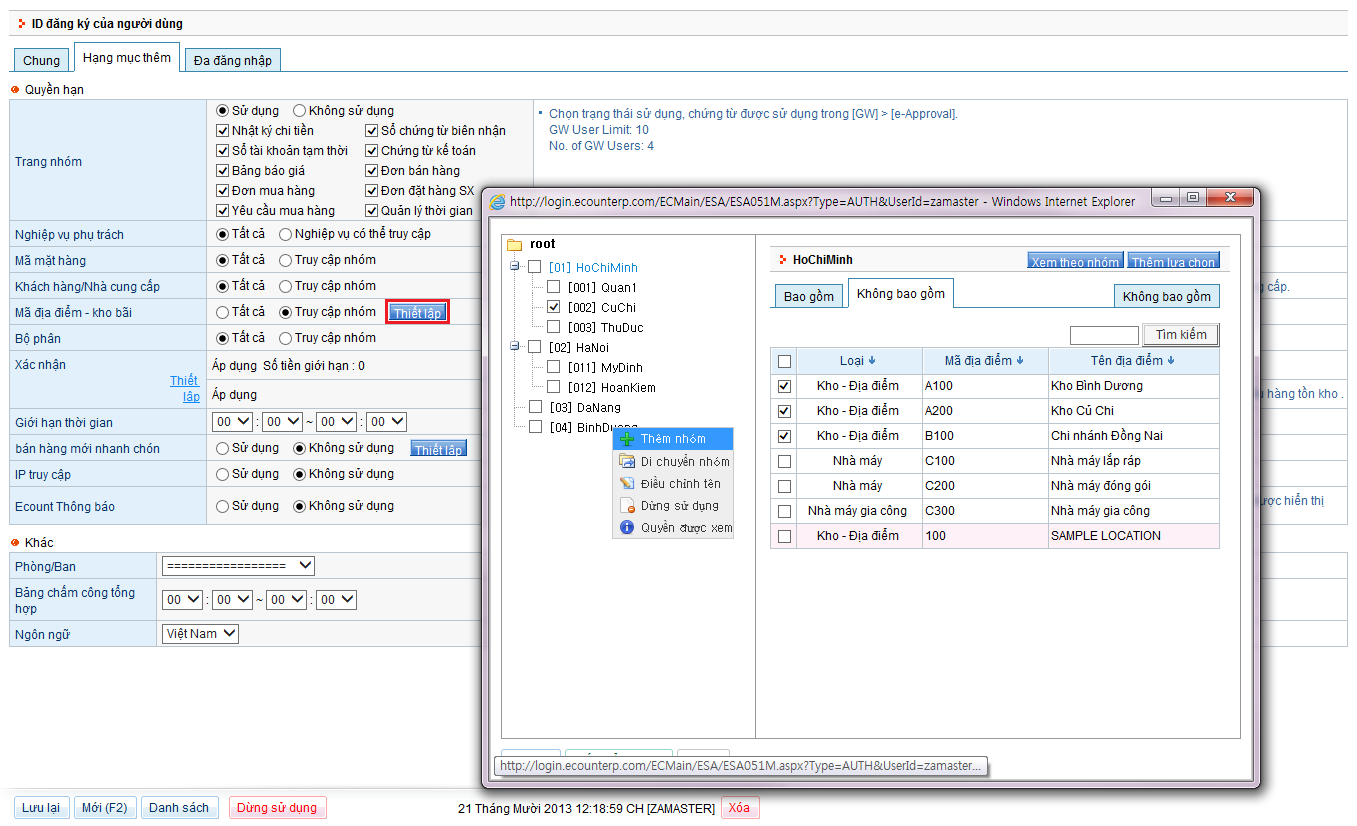 ID đăng ký của người dùng
Chung
Hạng mục thêm
Đa đăng nhập
Quyền hạn
Trang nhóm
Sử dụng
Không sử dụng
Nhật ký chi tiền
Sổ chứng từ biên nhận
Sổ tài khoản tạm thời
Chứng từ kế toán
Bảng báo giá
Đơn bán hàng
Đơn mua hàng
Đơn đặt hàng SX
Yêu cầu mua hàng
Quản lý thời gian
Chọn trạng thái sử dụng, chứng từ được sử dụng trong [GW] > [e-Approval].
GW User Limit: 10
No. of GW Users: 4
Nghiệp vụ phụ trách
Tất cả
Nghiệp vụ có thể truy cập
Mã mặt hàng
Tất cả
Truy cập nhóm
Khách hàng/Nhà cung cấp
Tất cả
Truy cập nhóm
cấp.
Mã địa điểm - kho bãi
Tất cả
Truy cập nhóm
Thiết lập
Bộ phân
Tất cả
Truy cập nhóm
Xác nhận
Thiết
lập
Áp dụng Số tiền giới hạn : 0
Áp dụng
hàng tồn kho .
Giới hạn thời gian
00 : 00 ~ 00 : 00
bán hàng mới nhanh chón
Sử dụng
Không sử dụng
Thiết lập
IP truy cập
Sử dụng
Không sử dụng
Ecount Thông báo
Sử dụng
Không sử dụng
được hiển thị
Khác
Phòng/Ban
=================
Bảng chấm công tổng
hợp
00 : 00 ~ 00 : 00
Ngôn ngữ
Việt Nam
http://login.ecounterp.com/ECMain/ESA/ESA051M.aspx?Type=AUTH&UserId=zamaster - Windows Internet Explorer
root
[01] HoChiMinh
[001] Quan1
[002] CuChi
[003] ThuDuc
[02] HaNoi
[011] MyDinh
[012] HoanKiem
[03] DaNang
[04] BinhDuong
Thêm nhóm
Di chuyển nhóm
Điều chỉnh tên
Dừng sử dụng
Quyền được xem
HoChiMinh
Xem theo nhóm
Thêm lựa chọn
Bao gồm
Không bao gồm
Không bao gồm
Tìm kiếm
Loại
Mã địa điểm
Tên địa điểm
Kho - Địa điểm A100 Kho Bình Dương
Kho - Địa điểm A200 Kho Củ Chi
Kho - Địa điểm B100 Chi nhánh Đồng Nai
Nhà máy C100 Nhà máy lắp ráp
Nhà máy C200 Nhà máy đóng gói
Nhà máy gia công C300 Nhà máy gia công
Kho - Địa điểm 100 SAMPLE LOCATION
http://login.ecounterp.com/ECMain/ESA/ESA051M.aspx?Type=AUTH&UserId=zamaster...
Lưu lại
Mới (F2)
Danh sách
Dừng sử dụng
21 Tháng Mười 2013 12:18:59 CH [ZAMASTER]
Xóa